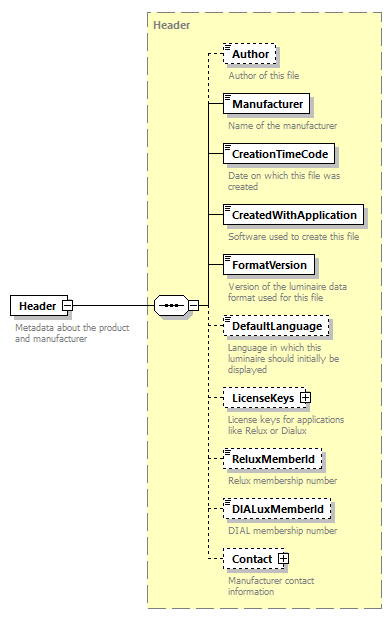 Header
Author
Author of this file
Manufacturer
Name of the manufacturer
CreationTimeCode
Date on which this file was
created
CreatedWithApplication
Software used to create this file
FormatVersion
Version of the luminaire data
format used for this file
Header
Metadata about the product
and manufacturer
DefaultLanguage
Language in which this
luminaire should initially be
displayed
LicenseKeys
License keys for applications
like Relux or Dialux
ReluxMemberId
Relux membership number
DIALuxMemberId
DIAL membership number
Contact
Manufacturer contact
information